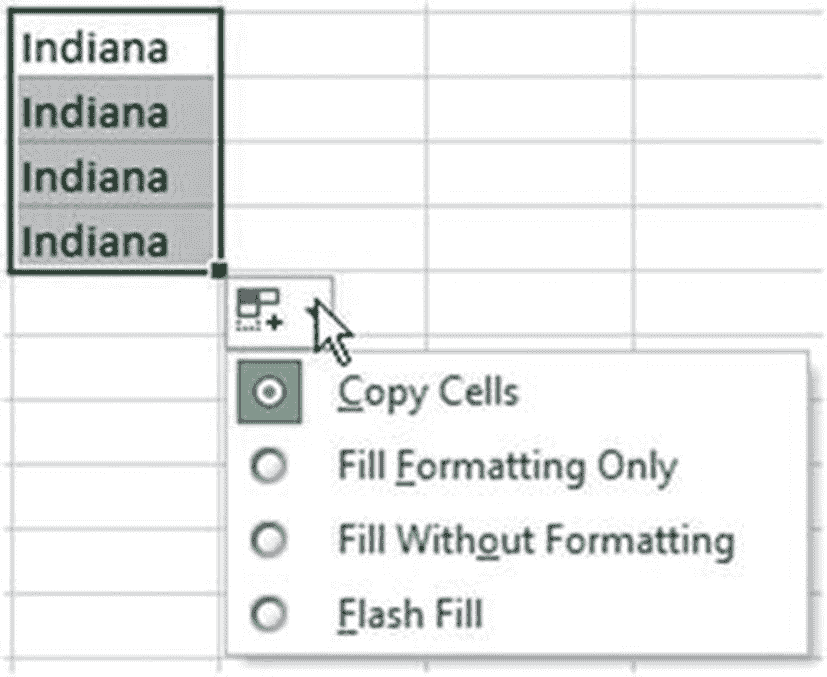 Indiana
Indiana
Indiana
Indiana
Copy Cells
Fill Formatting Only
Fill Without Formatting
Flash Fill